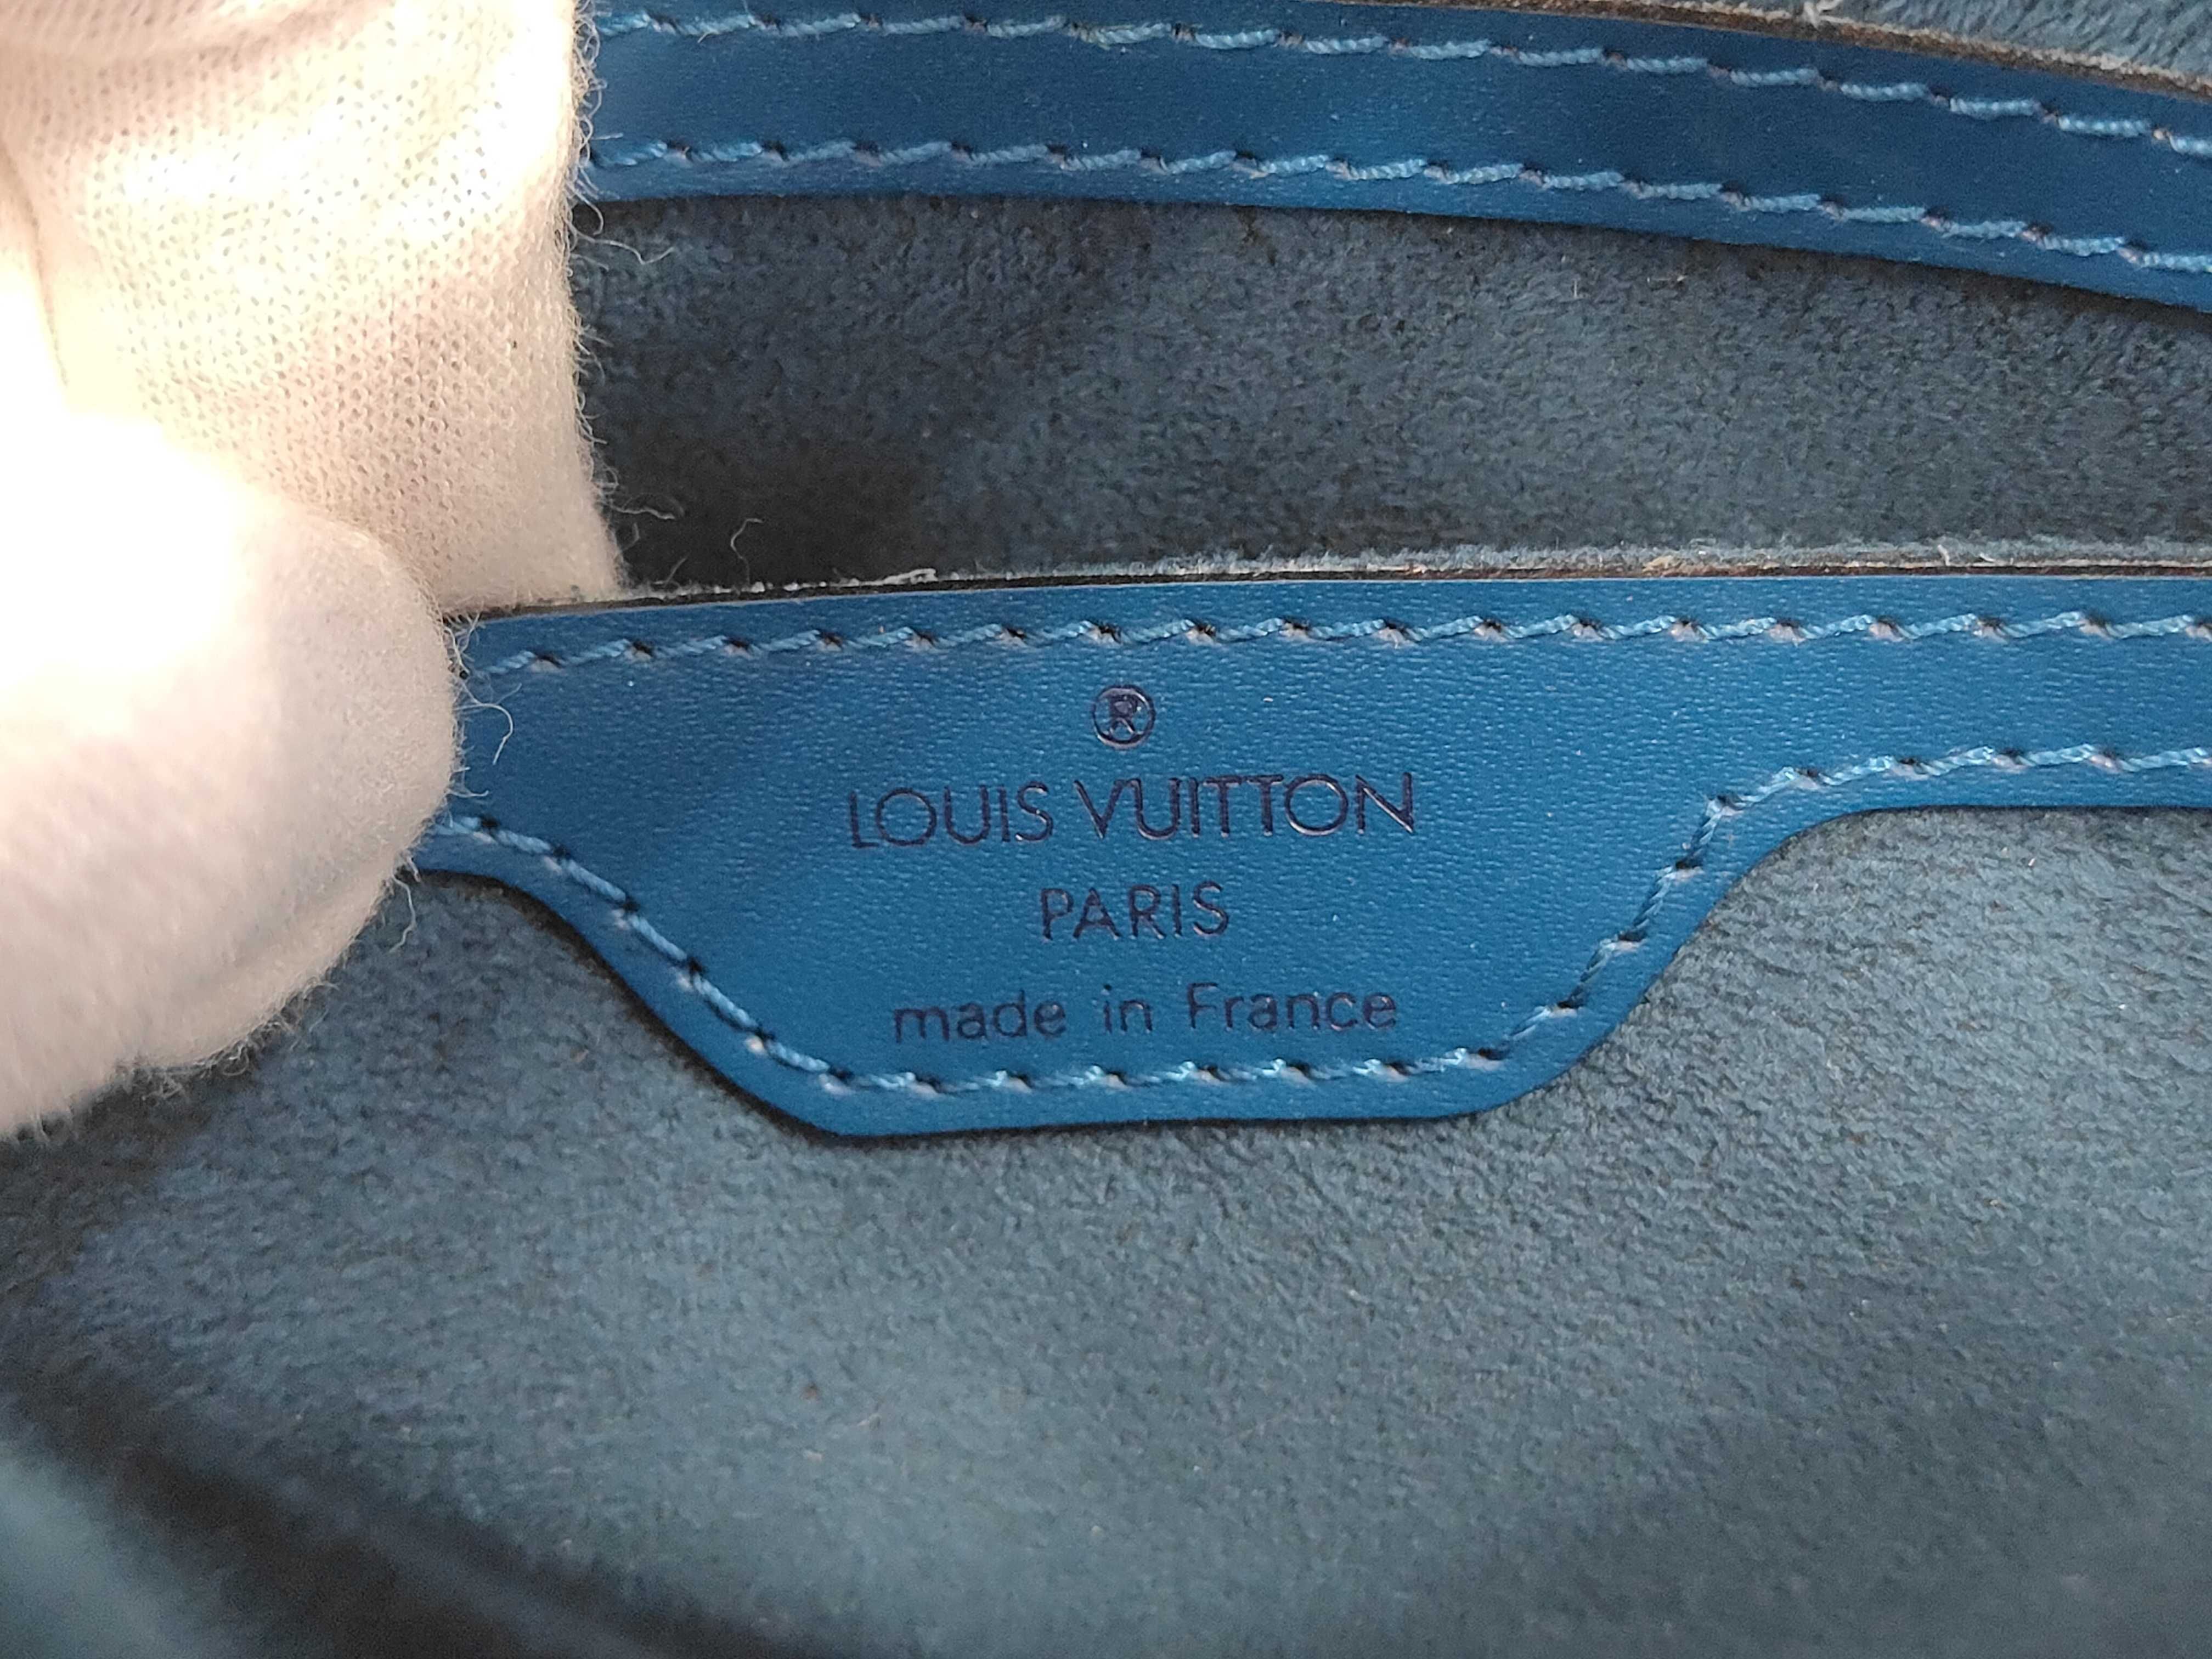 ®
LOUIS VUITTON
PARIS
made in France